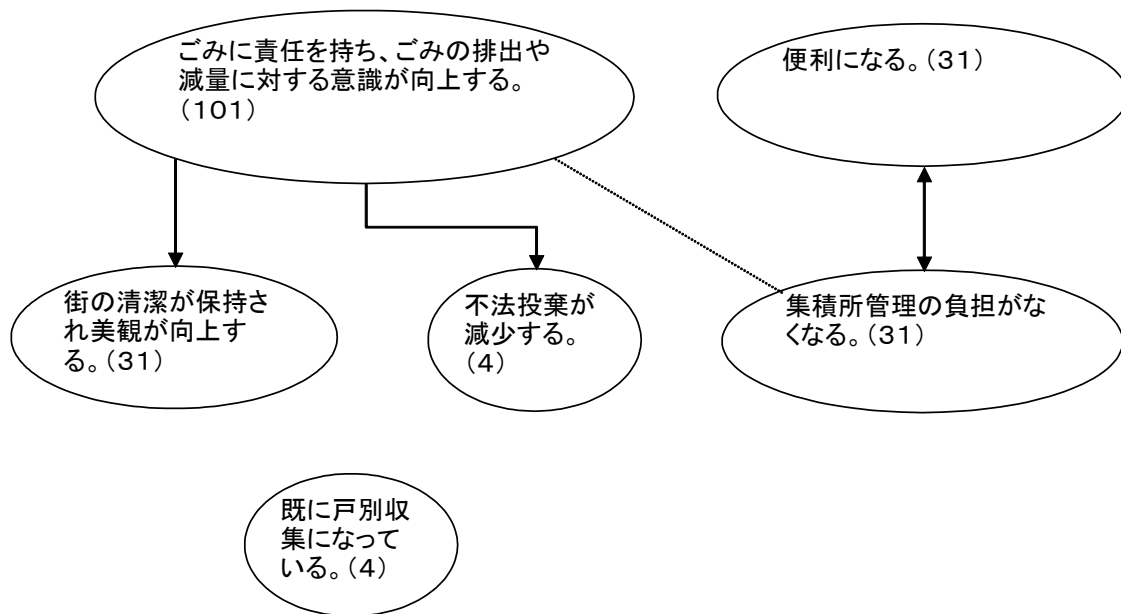 ごみに責任を持ち、ごみの排出や
減量に対する意識が向上する。
（１０１）
便利になる。（３１）
街の清潔が保持さ
れ美観が向上す
る。（３１）
不法投棄が
減少する。
（４）
集積所管理の負担がな
くなる。（３１）
既に戸別収
集になって
いる。（４）